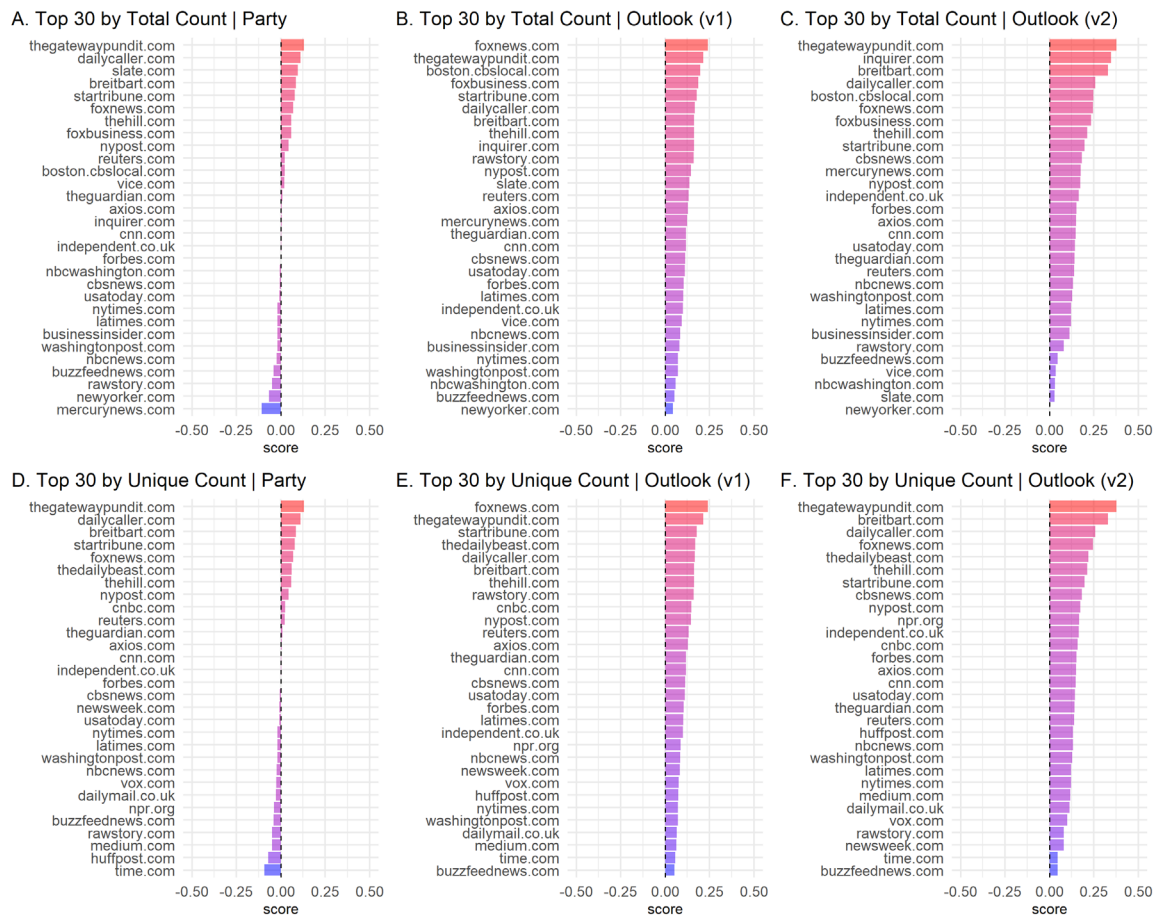 A. Top 30 by Total Count | Party
thegatewaypundit.com
dailycaller.com
slate.com
breitbart.com
startribune.com
foxnews.com
thehill.com
foxbusiness.com
nypost.com
reuters.com
boston.cbslocal.com
vice.com
theguardian.com
axios.com
inquirer.com
cnn.com
independent.co.uk
forbes.com
nbcwashington.com
cbsnews.com
usatoday.com
nytimes.com
latimes.com
businessinsider.com
washingtonpost.com
nbcnews.com
buzzfeednews.com
rawstory.com
newyorker.com
mercurynews.com
-0.50 -0.25 0.00 0.25 0.50
score
B. Top 30 by Total Count | Outlook (v1)
foxnews.com
thegatewaypundit.com
boston.cbslocal.com
foxbusiness.com
startribune.com
dailycaller.com
breitbart.com
thehill.com
inquirer.com
rawstory.com
nypost.com
slate.com
reuters.com
axios.com
mercurynews.com
theguardian.com
cnn.com
cbsnews.com
usatoday.com
forbes.com
latimes.com
independent.co.uk
vice.com
nbcnews.com
businessinsider.com
nytimes.com
washingtonpost.com
nbcwashington.com
buzzfeednews.com
newyorker.com
-0.50 -0.25 0.00 0.25 0.50
score
C. Top 30 by Total Count | Outlook (v2)
thegatewaypundit.com
inquirer.com
breitbart.com
dailycaller.com
boston.cbslocal.com
foxnews.com
foxbusiness.com
thehill.com
startribune.com
cbsnews.com
mercurynews.com
nypost.com
independent.co.uk
forbes.com
axios.com
cnn.com
usatoday.com
theguardian.com
reuters.com
nbcnews.com
washingtonpost.com
latimes.com
nytimes.com
businessinsider.com
rawstory.com
buzzfeednews.com
vice.com
nbcwashington.com
slate.com
newyorker.com
-0.50 -0.25 0.00 0.25 0.50
score
D. Top 30 by Unique Count | Party
thegatewaypundit.com
dailycaller.com
breitbart.com
startribune.com
foxnews.com
thedailybeast.com
thehill.com
nypost.com
cnbc.com
reuters.com
theguardian.com
axios.com
cnn.com
independent.co.uk
forbes.com
cbsnews.com
newsweek.com
usatoday.com
nytimes.com
latimes.com
washingtonpost.com
nbcnews.com
vox.com
dailymail.co.uk
npr.org
buzzfeednews.com
rawstory.com
medium.com
huffpost.com
time.com
-0.50 -0.25 0.00 0.25 0.50
score
E. Top 30 by Unique Count | Outlook (v1)
foxnews.com
thegatewaypundit.com
startribune.com
thedailybeast.com
dailycaller.com
breitbart.com
thehill.com
rawstory.com
cnbc.com
nypost.com
reuters.com
axios.com
theguardian.com
cnn.com
cbsnews.com
usatoday.com
forbes.com
latimes.com
independent.co.uk
npr.org
nbcnews.com
newsweek.com
vox.com
huffpost.com
nytimes.com
washingtonpost.com
dailymail.co.uk
medium.com
time.com
buzzfeednews.com
-0.50 -0.25 0.00 0.25 0.50
score
F. Top 30 by Unique Count | Outlook (v2)
thegatewaypundit.com
breitbart.com
dailycaller.com
foxnews.com
thedailybeast.com
thehill.com
startribune.com
cbsnews.com
nypost.com
npr.org
independent.co.uk
cnbc.com
forbes.com
axios.com
cnn.com
usatoday.com
theguardian.com
reuters.com
huffpost.com
nbcnews.com
washingtonpost.com
latimes.com
nytimes.com
medium.com
dailymail.co.uk
vox.com
rawstory.com
newsweek.com
time.com
buzzfeednews.com
-0.50 -0.25 0.00 0.25 0.50
score